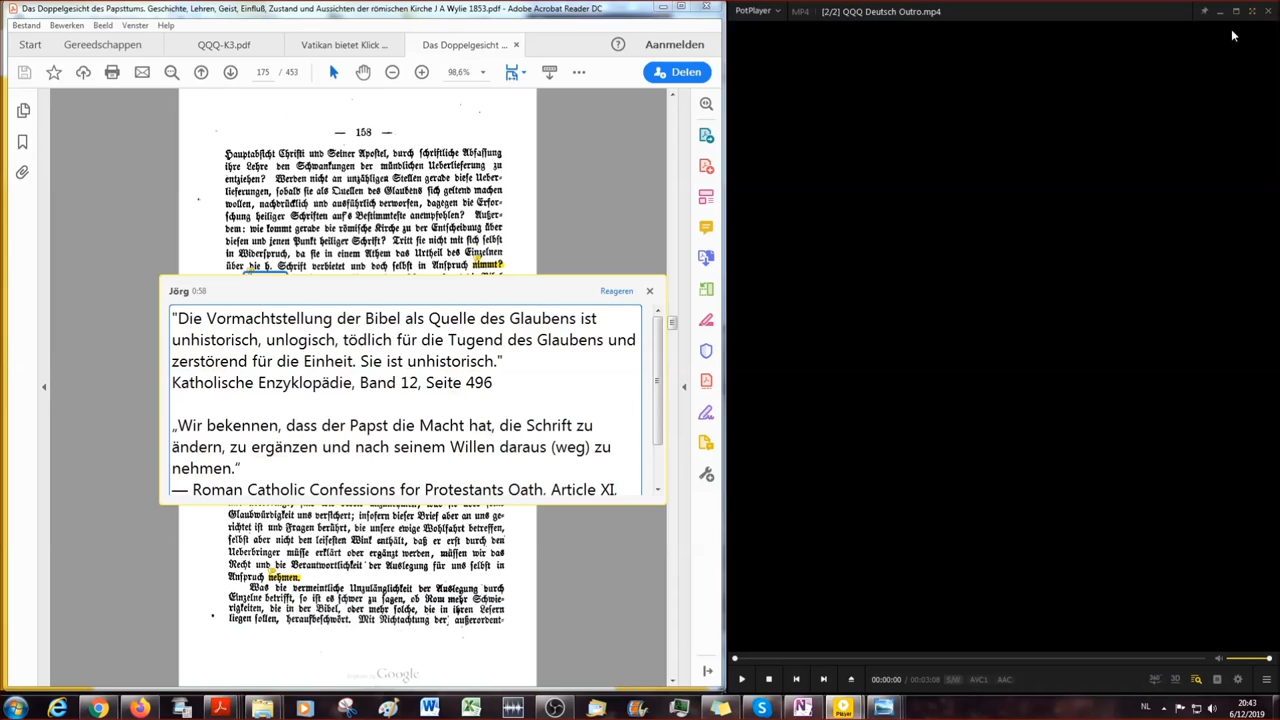 Das Doppelgesicht des Papsttums. Geschichte, Lehren, Geist, Einfluß, Zustand und Aussichten der römischen Kirche J A Wylie 1853.pdf - Adobe Acrobat Reader DC
Bestand Bewerken Beeld Venster Help
Start Gereedschappen QQQ-K3.pdf Vatikan bietet Klick ... Das Doppelgesicht ... × Aanmelden
175 / 453 98,6% Delen
— 158 —
Hauptabsicht Christi und Seiner Apostel, durch schriftliche Abfassung
ihre Lehre den Schwankungen der mündlichen Ueberlieferung zu
entziehen? Werden nicht an unzähligen Stellen gerade diese Ueber-
lieferungen, sobald sie als Quellen des Glaubens sich geltend machen
wollen, nachdrücklich und ausführlich verworfen, dagegen die Erfor-
schung heiliger Schriften auf's Bestimmteste anempfohlen? Außer-
dem: wie kommt gerade die römische Kirche zu der Entscheidung über
diesen und jenen Punkt heiliger Schrift? Tritt sie nicht mit sich selbst
in Widerspruch, da sie in einem Athem das Urtheil des Einzelnen
über die h. Schrift verbietet und doch selbst in Anspruch nimmt?
Jörg 0:58 Reageren
"Die Vormachtstellung der Bibel als Quelle des Glaubens ist
unhistorisch, unlogisch, tödlich für die Tugend des Glaubens und
zerstörend für die Einheit. Sie ist unhistorisch."
Katholische Enzyklopädie, Band 12, Seite 496
„Wir bekennen, dass der Papst die Macht hat, die Schrift zu
ändern, zu ergänzen und nach seinem Willen daraus (weg) zu
nehmen.“
— Roman Catholic Confessions for Protestants Oath, Article XI,
Glaubwürdigkeit uns versichert; insofern dieser Brief aber an uns ge-
richtet ist und Fragen berührt, die unsere ewige Wohlfahrt betreffen,
selbst aber nicht den leisesten Wink enthält, daß er erst durch den
Ueberbringer müsse erklärt oder ergänzt werden, müssen wir das
Recht und die Verantwortlichkeit der Auslegung für uns selbst in
Anspruch nehmen.
Was die vermeintliche Unzulänglichkeit der Auslegung durch
Einzelne betrifft, so ist es schwer zu sagen, ob Rom mehr Schwie-
rigkeiten, die in der Bibel, oder mehr solche, die in ihren Lesern
liegen sollen, heraufbeschwört. Mit Nichtachtung der außerordent-
Google
PotPlayer MP4 [2/2] QQQ Deutsch Outro.mp4
00:00:00 / 00:03:08 S/W AVC1 AAC
NL 20:43
6/12/2019